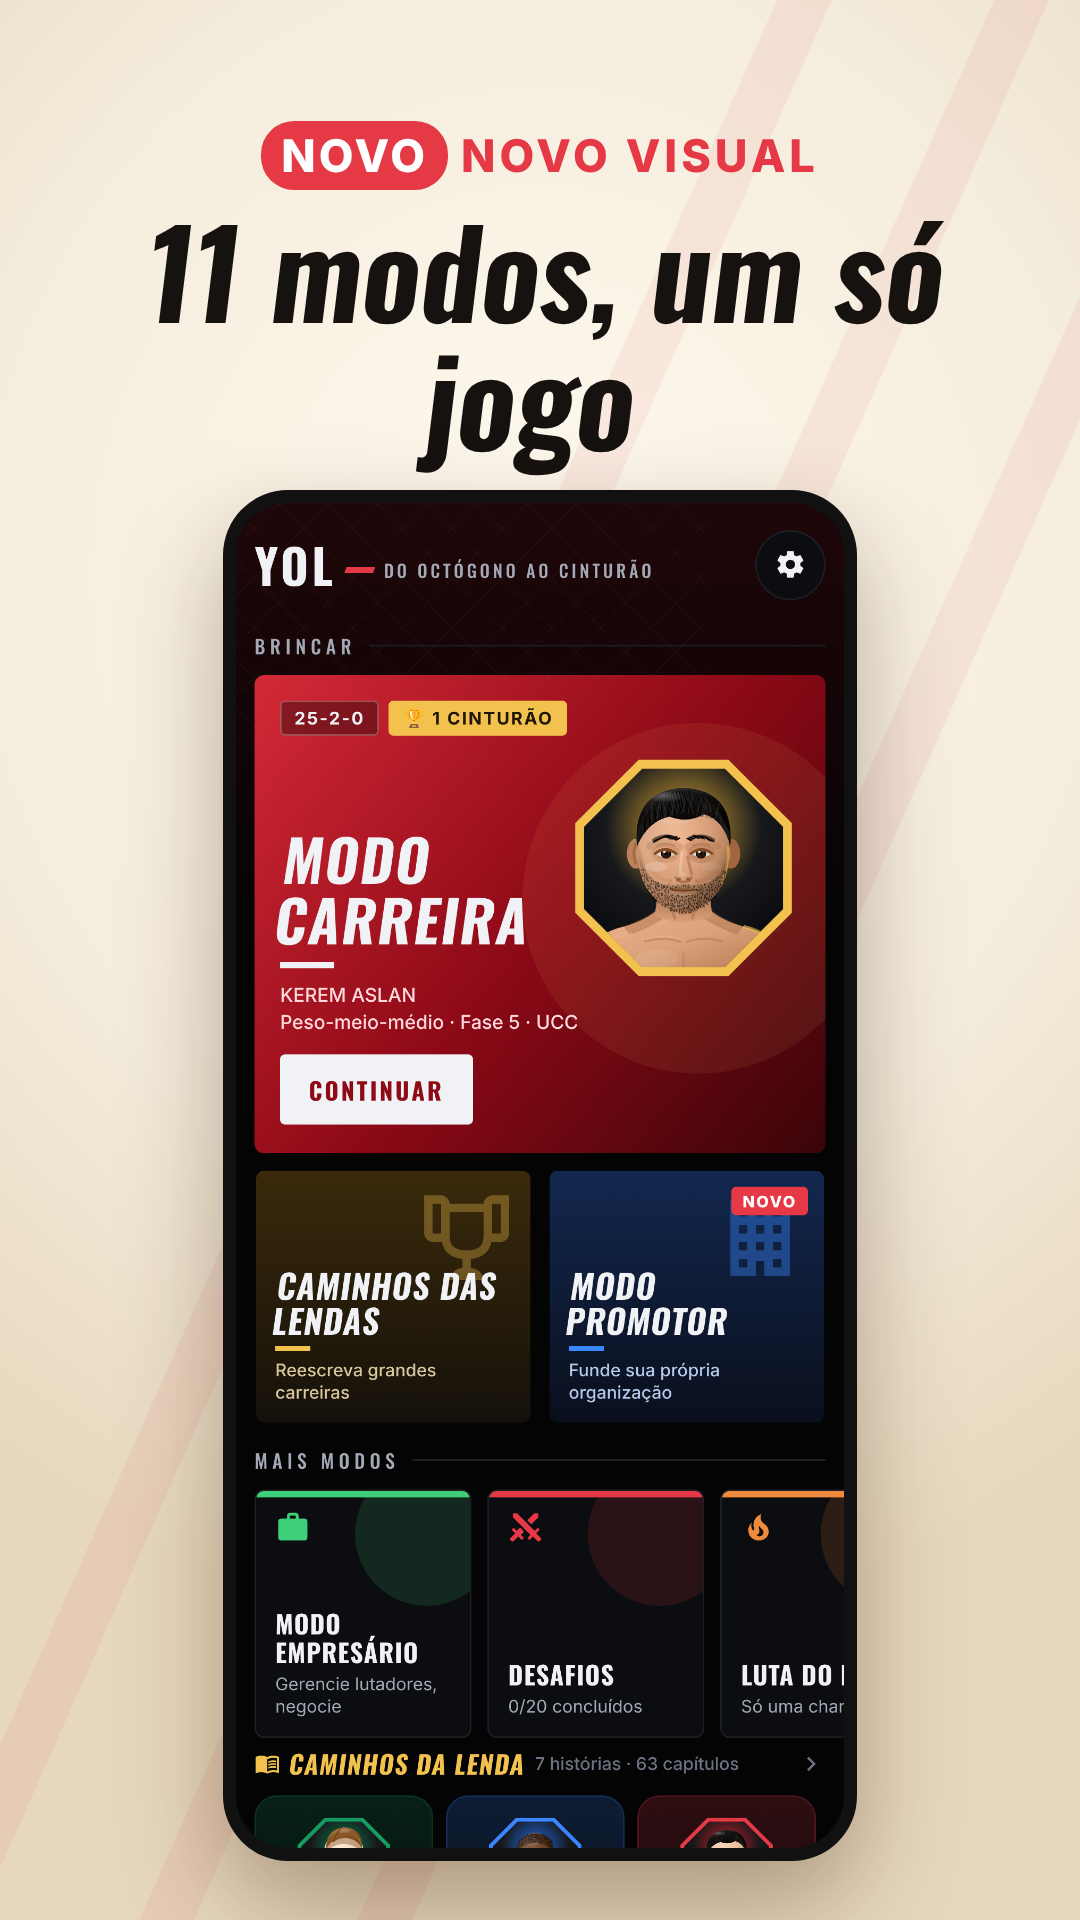 NOVO NOVO VISUAL
11 modos, um só
jogo
YOL DO OCTÓGONO AO CINTURÃO
BRINCAR
25-2-0 🏆 1 CINTURÃO
MODO
CARREIRA
KEREM ASLAN
Peso-meio-médio · Fase 5 · UCC
CONTINUAR
CAMINHOS DAS
LENDAS
Reescreva grandes
carreiras
NOVO
MODO
PROMOTOR
Funde sua própria
organização
MAIS MODOS
MODO
EMPRESÁRIO
Gerencie lutadores,
negocie
DESAFIOS
0/20 concluídos
LUTA DO
Só uma
CAMINHOS DA LENDA 7 histórias · 63 capítulos